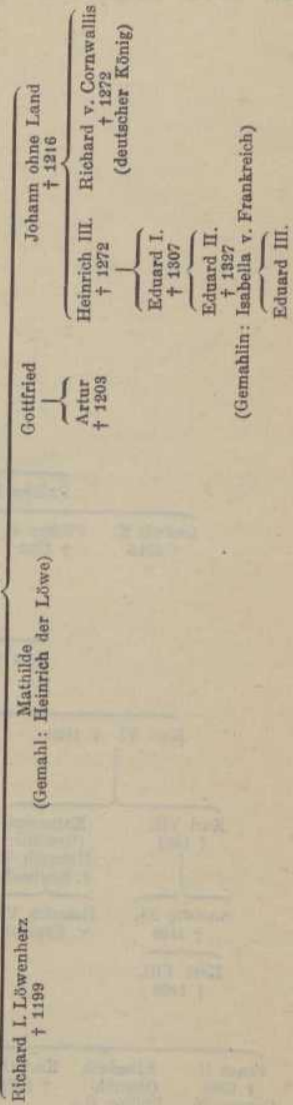 Richard I. Löwenherz
† 1199
Mathilde
(Gemahl: Heinrich der Löwe)
Gottfried
Artur
† 1203
Johann ohne Land
† 1216
Heinrich III.
† 1272
Richard v. Cornwallis
† 1272
(deutscher König)
Eduard I.
† 1307
Eduard II.
† 1327
(Gemahlin: Isabella v. Frankreich)
Eduard III.